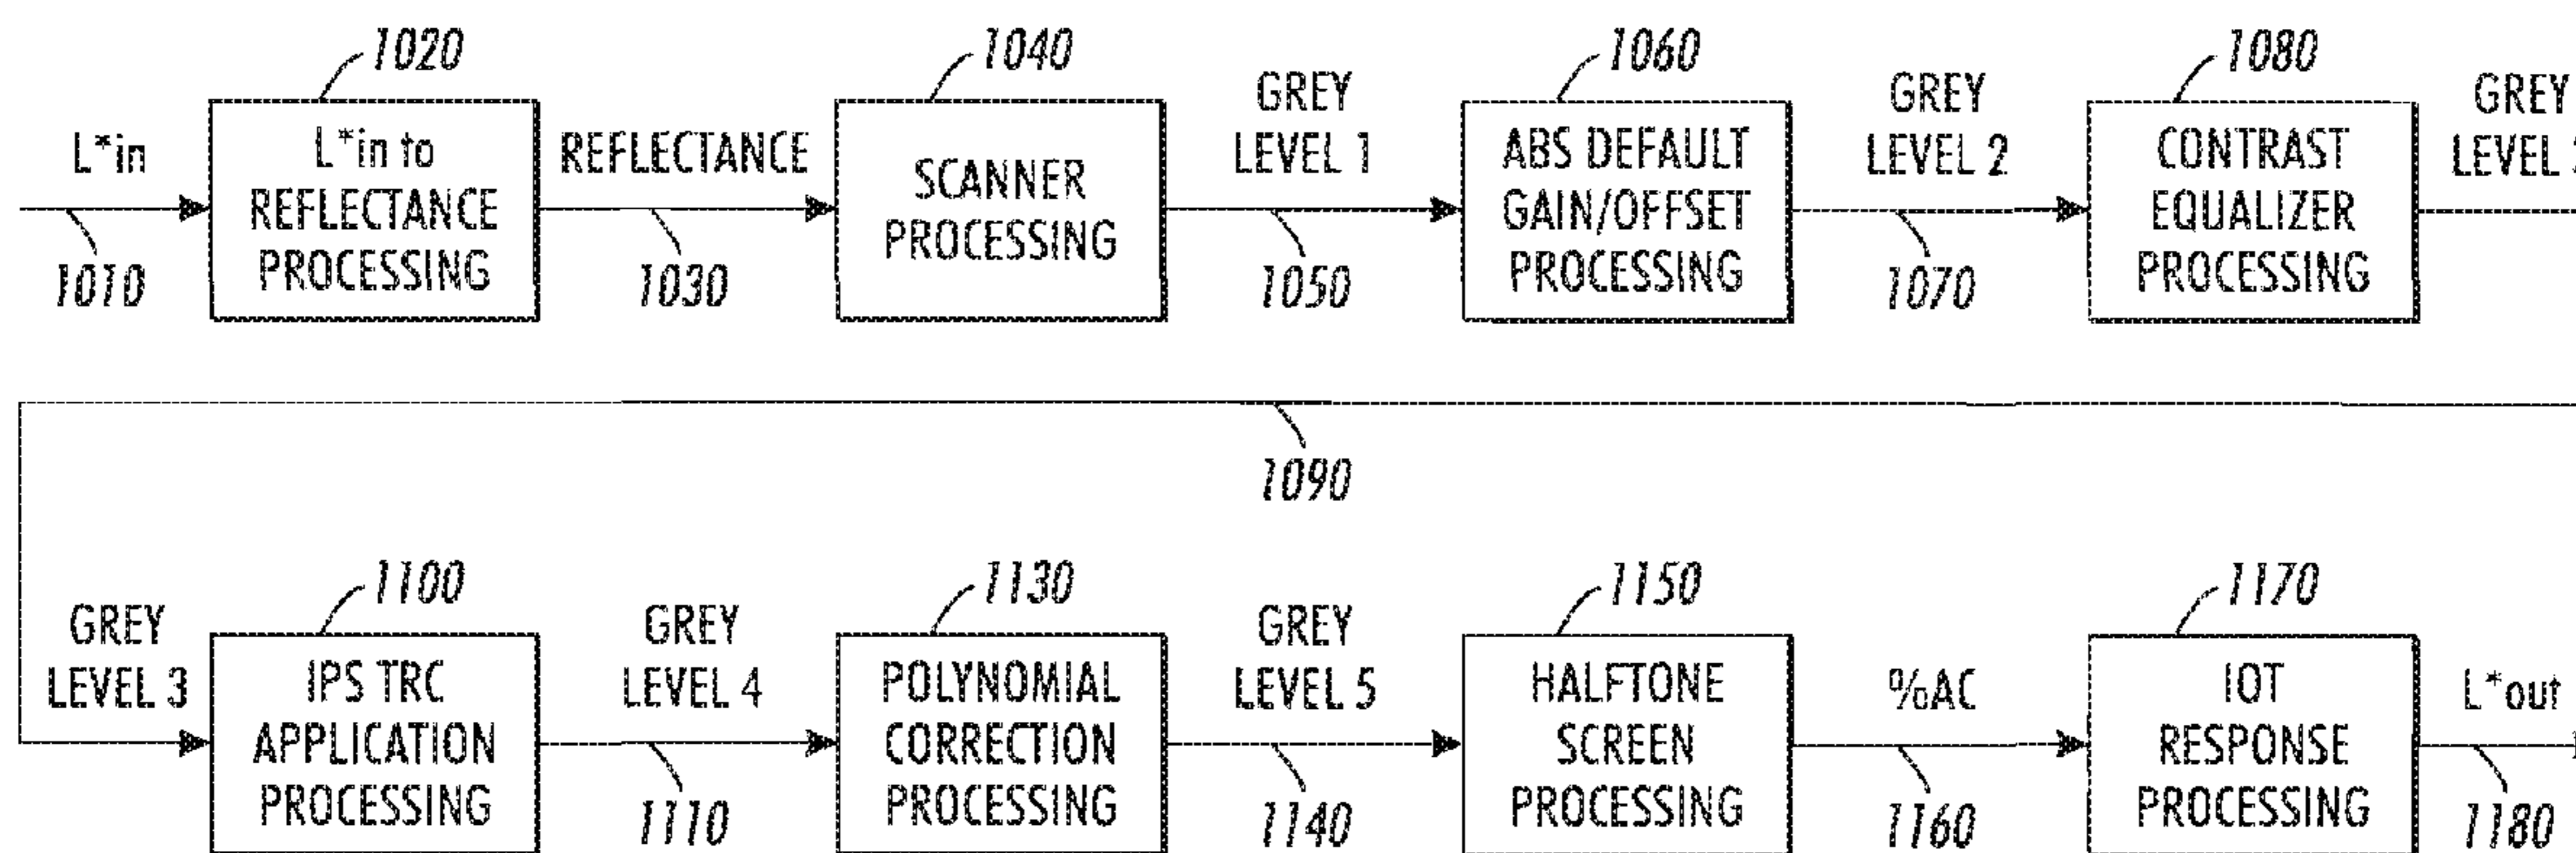 1020
1040
1060
1080
L*in
L*in to
REFLECTANCE
PROCESSING
REFLECTANCE
SCANNER
PROCESSING
GREY
LEVEL 1
ABS DEFAULT
GAIN/OFFSET
PROCESSING
GREY
LEVEL 2
CONTRAST
EQUALIZER
PROCESSING
GREY
LEVEL
1010
1030
1050
1070
1090
1100
1130
1150
1170
GREY
LEVEL 3
IPS TRC
APPLICATION
PROCESSING
GREY
LEVEL 4
POLYNOMIAL
CORRECTION
PROCESSING
GREY
LEVEL 5
HALFTONE
SCREEN
PROCESSING
%AC
IOT
RESPONSE
PROCESSING
L*out
1110
1140
1160
1180